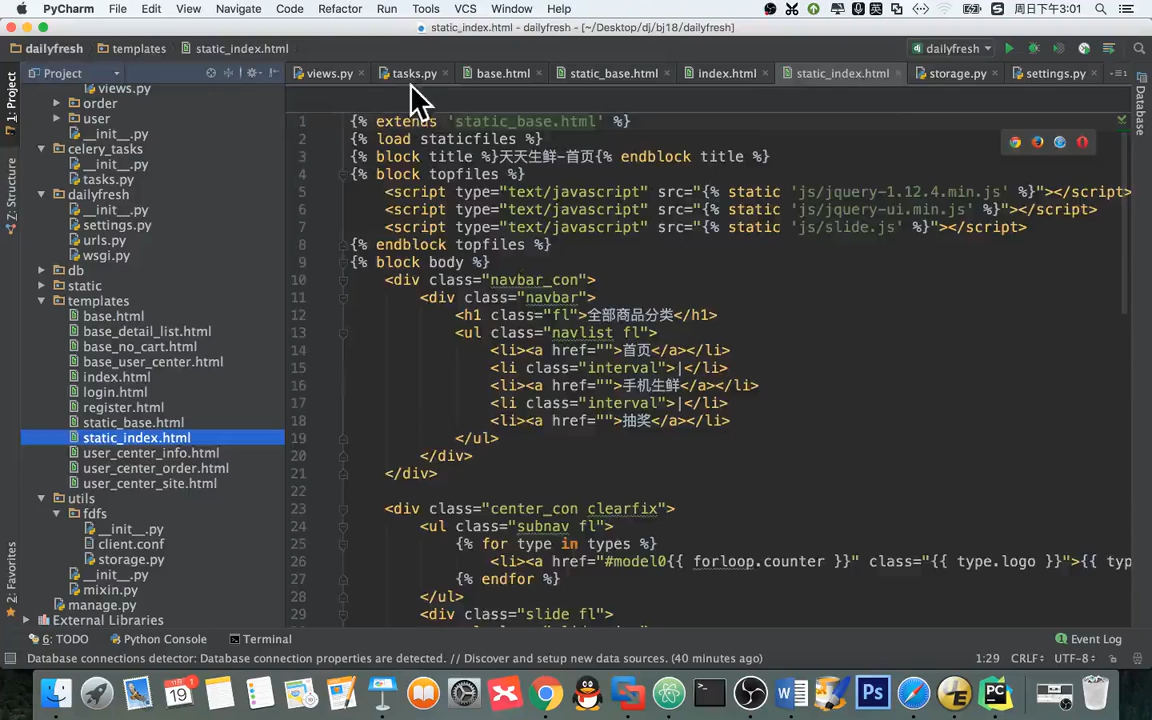 PyCharm File Edit View Navigate Code Refactor Run Tools VCS Window Help 周日下午3:01
static_index.html - dailyfresh - [~/Desktop/dj/bj18/dailyfresh]
dailyfresh templates static_index.html dailyfresh
Project views.py tasks.py base.html static_base.html index.html static_index.html storage.py settings.py
1: Project
Z: Structure
2: Favorites
Database
views.py
order
user
__init__.py
celery_tasks
__init__.py
tasks.py
dailyfresh
__init__.py
settings.py
urls.py
wsgi.py
db
static
templates
base.html
base_detail_list.html
base_no_cart.html
base_user_center.html
index.html
login.html
register.html
static_base.html
static_index.html
user_center_info.html
user_center_order.html
user_center_site.html
utils
fdfs
__init__.py
client.conf
storage.py
__init__.py
mixin.py
manage.py
External Libraries
1 {% extends 'static_base.html' %}
2 {% load staticfiles %}
3 {% block title %}天天生鲜-首页{% endblock title %}
4 {% block topfiles %}
5 <script type="text/javascript" src="{% static 'js/jquery-1.12.4.min.js' %}"></script>
6 <script type="text/javascript" src="{% static 'js/jquery-ui.min.js' %}"></script>
7 <script type="text/javascript" src="{% static 'js/slide.js' %}"></script>
8 {% endblock topfiles %}
9 {% block body %}
10 <div class="navbar_con">
11 <div class="navbar">
12 <h1 class="fl">全部商品分类</h1>
13 <ul class="navlist fl">
14 <li><a href="">首页</a></li>
15 <li class="interval">|</li>
16 <li><a href="">手机生鲜</a></li>
17 <li class="interval">|</li>
18 <li><a href="">抽奖</a></li>
19 </ul>
20 </div>
21 </div>
22
23 <div class="center_con clearfix">
24 <ul class="subnav fl">
25 {% for type in types %}
26 <li><a href="#model0{{ forloop.counter }}" class="{{ type.logo }}">{{ typ
27 {% endfor %}
28 </ul>
29 <div class="slide fl">
6: TODO Python Console Terminal Event Log
Database connections detector: Database connection properties are detected. // Discover and setup new data sources. (40 minutes ago) 1:29 CRLF UTF-8